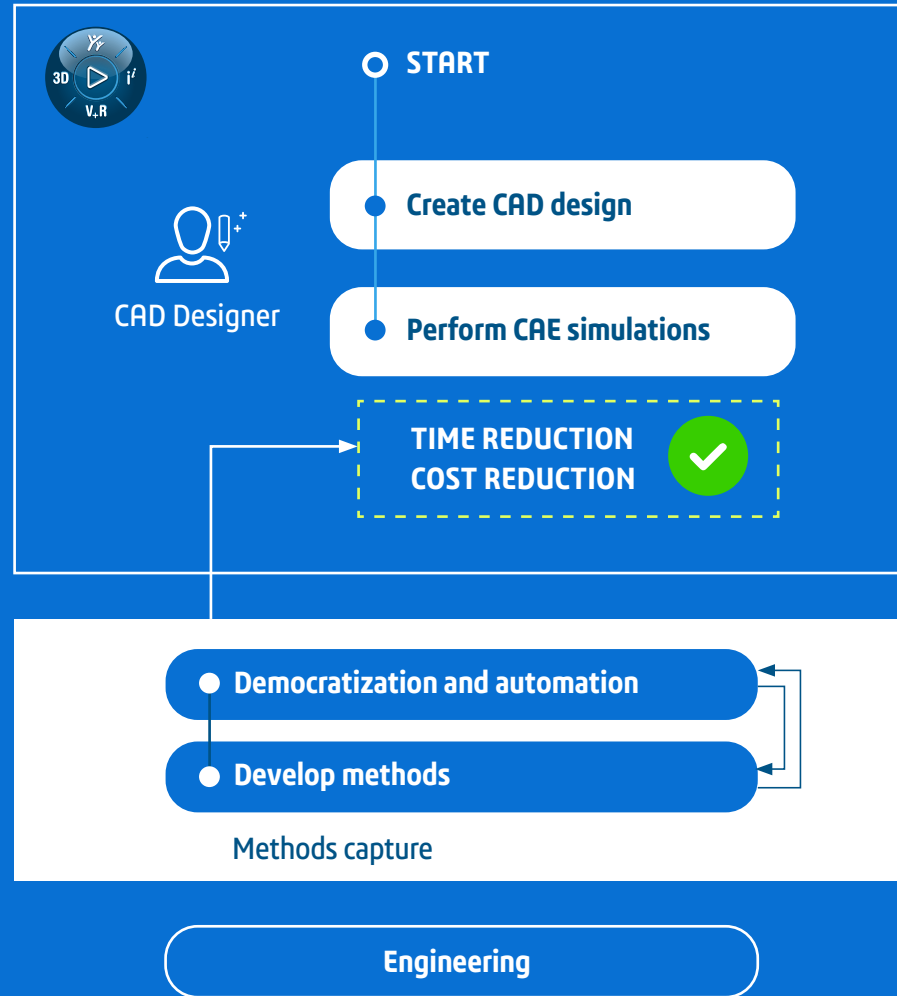 3D
V+R
START
Create CAD design
CAD Designer
Perform CAE simulations
TIME REDUCTION
COST REDUCTION
Democratization and automation
Develop methods
Methods capture
Engineering